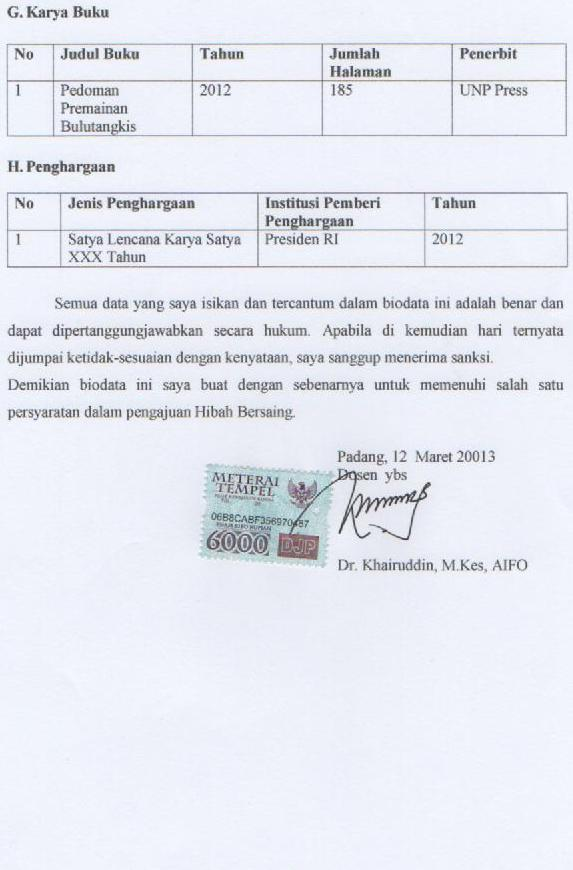 G. Karya Buku
No Judul Buku Tahun Jumlah Halaman Penerbit
1 Pedoman Premainan Bulutangkis 2012 185 UNP Press
H. Penghargaan
No Jenis Penghargaan Institusi Pemberi Penghargaan Tahun
1 Satya Lencana Karya Satya XXX Tahun Presiden RI 2012
Semua data yang saya isikan dan tercantum dalam biodata ini adalah benar dan
dapat dipertanggungjawabkan secara hukum. Apabila di kemudian hari ternyata
dijumpai ketidak-sesuaian dengan kenyataan, saya sanggup menerima sanksi.
Demikian biodata ini saya buat dengan sebenarnya untuk memenuhi salah satu
persyaratan dalam pengajuan Hibah Bersaing.
Padang, 12 Maret 20013
Dosen ybs
METERAI
TEMPEL
06B8CABF356970487
6000 DJP
Dr. Khairuddin, M.Kes, AIFO